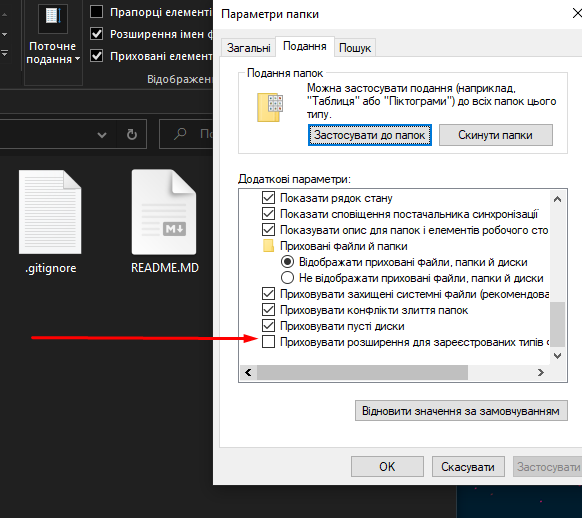 Прапорці елементі
Розширення імен ф
Приховані елемент
Поточне
подання
Відображенн
По
.gitignore
README.MD
M
Параметри папки
Загальні
Подання
Пошук
Подання папок
Можна застосувати подання (наприклад,
"Таблиця" або "Піктограми") до всіх папок цього
типу.
Застосувати до папок
Скинути папки
Додаткові параметри:
Показати рядок стану
Показати сповіщення постачальника синхронізації
Показувати опис для папок і елементів робочого сто
Приховані файли й папки
Відображати приховані файли, папки й диски
Не відображати приховані файли, папки й диски
Приховувати захищені системні файли (рекомендова
Приховувати конфлікти злиття папок
Приховувати пусті диски
Приховувати розширення для зареєстрованих типів ф
Відновити значення за замовчуванням
OK
Скасувати
Застосувати